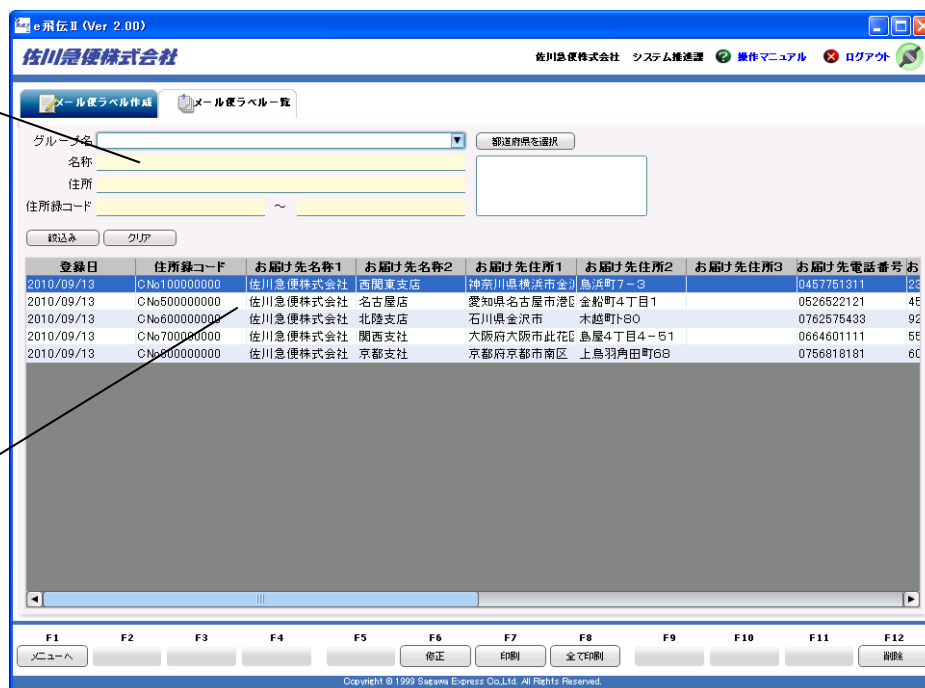 e飛伝Ⅱ (Ver 2.00)
佐川急便株式会社
佐川急便株式会社 システム推進課 操作マニュアル ログアウト
メール便ラベル作成 メール便ラベル一覧
グループ名 都道府県を選択
名称
住所
住所録コード ～
絞込み クリア
登録日 住所録コード お届け先名称1 お届け先名称2 お届け先住所1 お届け先住所2 お届け先住所3 お届け先電話番号 お
2010/09/13 CNo100000000 佐川急便株式会社 西関東支店 神奈川県横浜市金沢 鳥浜町7-3 0457751311 23
2010/09/13 CNo500000000 佐川急便株式会社 名古屋店 愛知県名古屋市港区 金船町4丁目1 0526522121 45
2010/09/13 CNo600000000 佐川急便株式会社 北陸支店 石川県金沢市 木越町ト80 0762575433 92
2010/09/13 CNo700000000 佐川急便株式会社 関西支社 大阪府大阪市此花区 島屋4丁目4-51 0664601111 55
2010/09/13 CNo800000000 佐川急便株式会社 京都支社 京都府京都市南区 上鳥羽角田町68 0756818181 60
F1 F2 F3 F4 F5 F6 F7 F8 F9 F10 F11 F12
メニューへ 修正 印刷 全て印刷 削除
Copyright © 1999 Sagawa Express Co.,Ltd. All Rights Reserved.